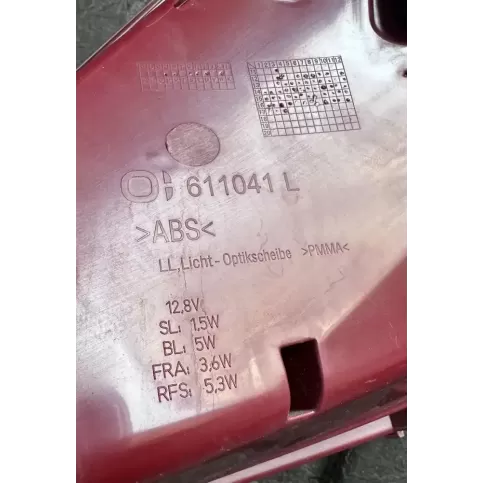 611041 L
>ABS<
LL,Licht-Optikscheibe >PMMA<
12,8V
SL: 1,5W
BL: 5W
FRA: 3,6W
RFS: 5,3W